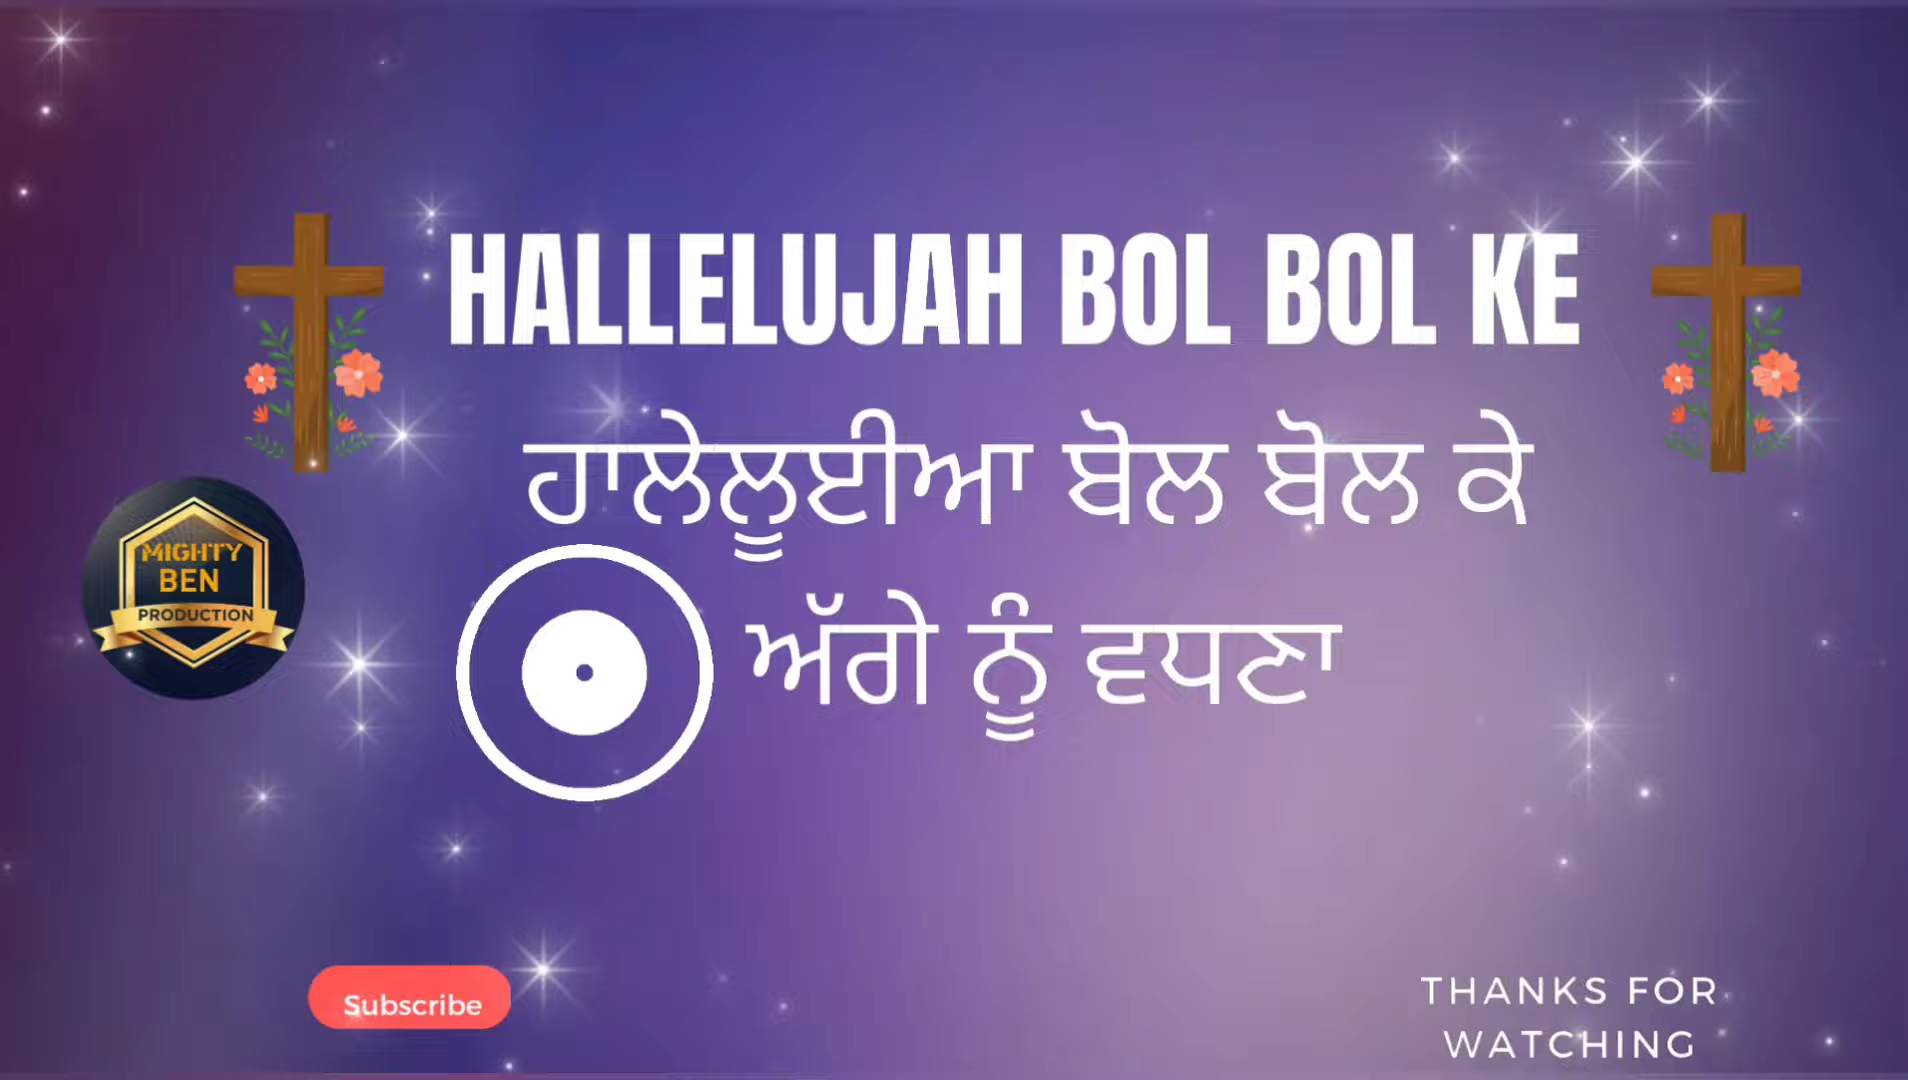 HALLELUJAH BOL BOL KE
ਹਾਲੇਲੂਈਆ ਬੋਲ ਬੋਲ ਕੇ
ਅੱਗੇ ਨੂੰ ਵਧਣਾ
MIGHTY
BEN
PRODUCTION
Subscribe
THANKS FOR
WATCHING